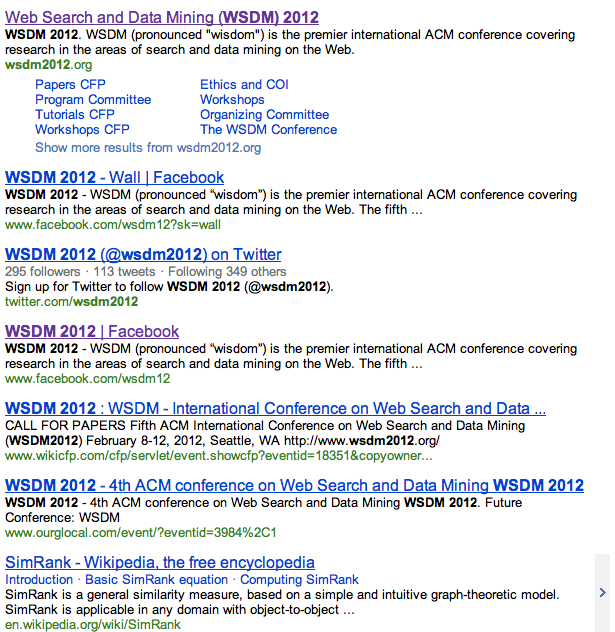 Web Search and Data Mining (WSDM) 2012
WSDM 2012. WSDM (pronounced "wisdom") is the premier international ACM conference covering
research in the areas of search and data mining on the Web.
wsdm2012.org
Papers CFP
Ethics and COI
Program Committee
Workshops
Tutorials CFP
Organizing Committee
Workshops CFP
The WSDM Conference
Show more results from wsdm2012.org
WSDM 2012 - Wall | Facebook
WSDM 2012 - WSDM (pronounced “wisdom”) is the premier international ACM conference covering
research in the areas of search and data mining on the Web. The fifth ...
www.facebook.com/wsdm12?sk=wall
WSDM 2012 (@wsdm2012) on Twitter
295 followers · 113 tweets · Following 349 others
Sign up for Twitter to follow WSDM 2012 (@wsdm2012).
twitter.com/wsdm2012
WSDM 2012 | Facebook
WSDM 2012 - WSDM (pronounced “wisdom”) is the premier international ACM conference covering
research in the areas of search and data mining on the Web. The fifth ...
www.facebook.com/wsdm12
WSDM 2012 : WSDM - International Conference on Web Search and Data ...
CALL FOR PAPERS Fifth ACM International Conference on Web Search and Data Mining
(WSDM2012) February 8-12, 2012, Seattle, WA http://www.wsdm2012.org/
www.wikicfp.com/cfp/servlet/event.showcfp?eventid=18351&copyowner...
WSDM 2012 - 4th ACM conference on Web Search and Data Mining WSDM 2012
WSDM 2012 - 4th ACM conference on Web Search and Data Mining WSDM 2012. Future
Conference: WSDM
www.ourglocal.com/event/?eventid=3984%2C1
SimRank - Wikipedia, the free encyclopedia
Introduction · Basic SimRank equation · Computing SimRank
SimRank is a general similarity measure, based on a simple and intuitive graph-theoretic model.
SimRank is applicable in any domain with object-to-object ...
en.wikipedia.org/wiki/SimRank